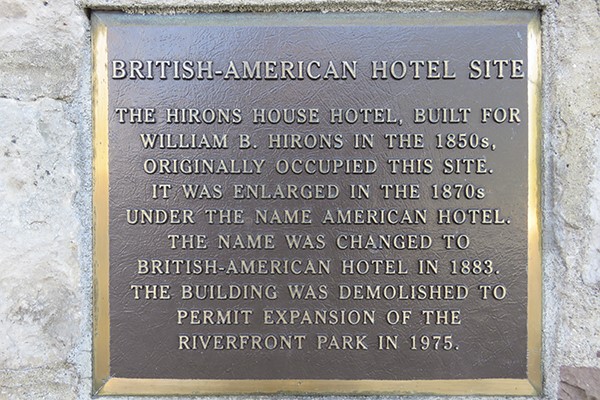 BRITISH-AMERICAN HOTEL SITE
THE HIRONS HOUSE HOTEL, BUILT FOR
WILLIAM B. HIRONS IN THE 1850s,
ORIGINALLY OCCUPIED THIS SITE.
IT WAS ENLARGED IN THE 1870s
UNDER THE NAME AMERICAN HOTEL.
THE NAME WAS CHANGED TO
BRITISH-AMERICAN HOTEL IN 1883.
THE BUILDING WAS DEMOLISHED TO
PERMIT EXPANSION OF THE
RIVERFRONT PARK IN 1975.